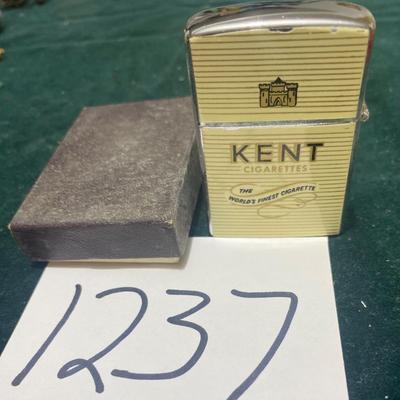 KENT
CIGARETTES
THE
WORLD'S FINEST CIGARETTE
1237